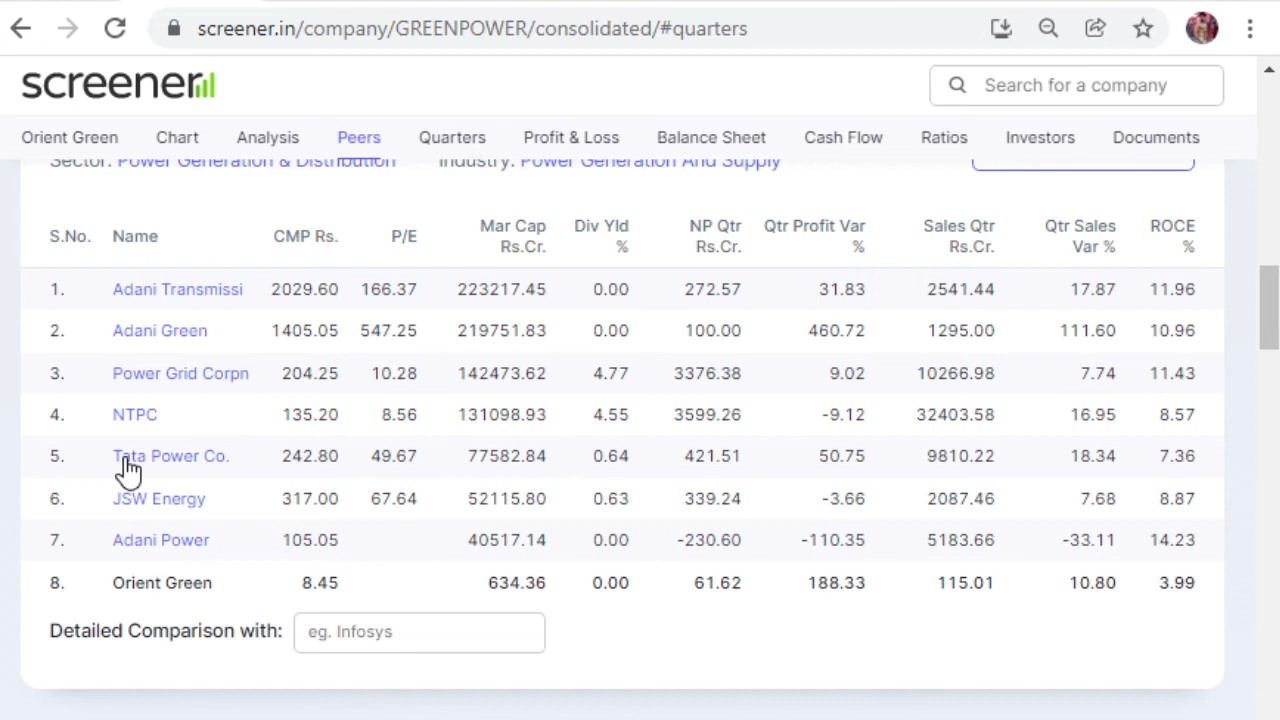 screener.in/company/GREENPOWER/consolidated/#quarters
screener
Search for a company
Orient Green Chart Analysis Peers Quarters Profit & Loss Balance Sheet Cash Flow Ratios Investors Documents
Sector: Power Generation & Distribution Industry: Power Generation And Supply
S.No. Name CMP Rs. P/E Mar Cap Rs.Cr. Div Yld % NP Qtr Rs.Cr. Qtr Profit Var % Sales Qtr Rs.Cr. Qtr Sales Var % ROCE %
1. Adani Transmissi 2029.60 166.37 223217.45 0.00 272.57 31.83 2541.44 17.87 11.96
2. Adani Green 1405.05 547.25 219751.83 0.00 100.00 460.72 1295.00 111.60 10.96
3. Power Grid Corpn 204.25 10.28 142473.62 4.77 3376.38 9.02 10266.98 7.74 11.43
4. NTPC 135.20 8.56 131098.93 4.55 3599.26 -9.12 32403.58 16.95 8.57
5. Tata Power Co. 242.80 49.67 77582.84 0.64 421.51 50.75 9810.22 18.34 7.36
6. JSW Energy 317.00 67.64 52115.80 0.63 339.24 -3.66 2087.46 7.68 8.87
7. Adani Power 105.05 40517.14 0.00 -230.60 -110.35 5183.66 -33.11 14.23
8. Orient Green 8.45 634.36 0.00 61.62 188.33 115.01 10.80 3.99
Detailed Comparison with: eg. Infosys